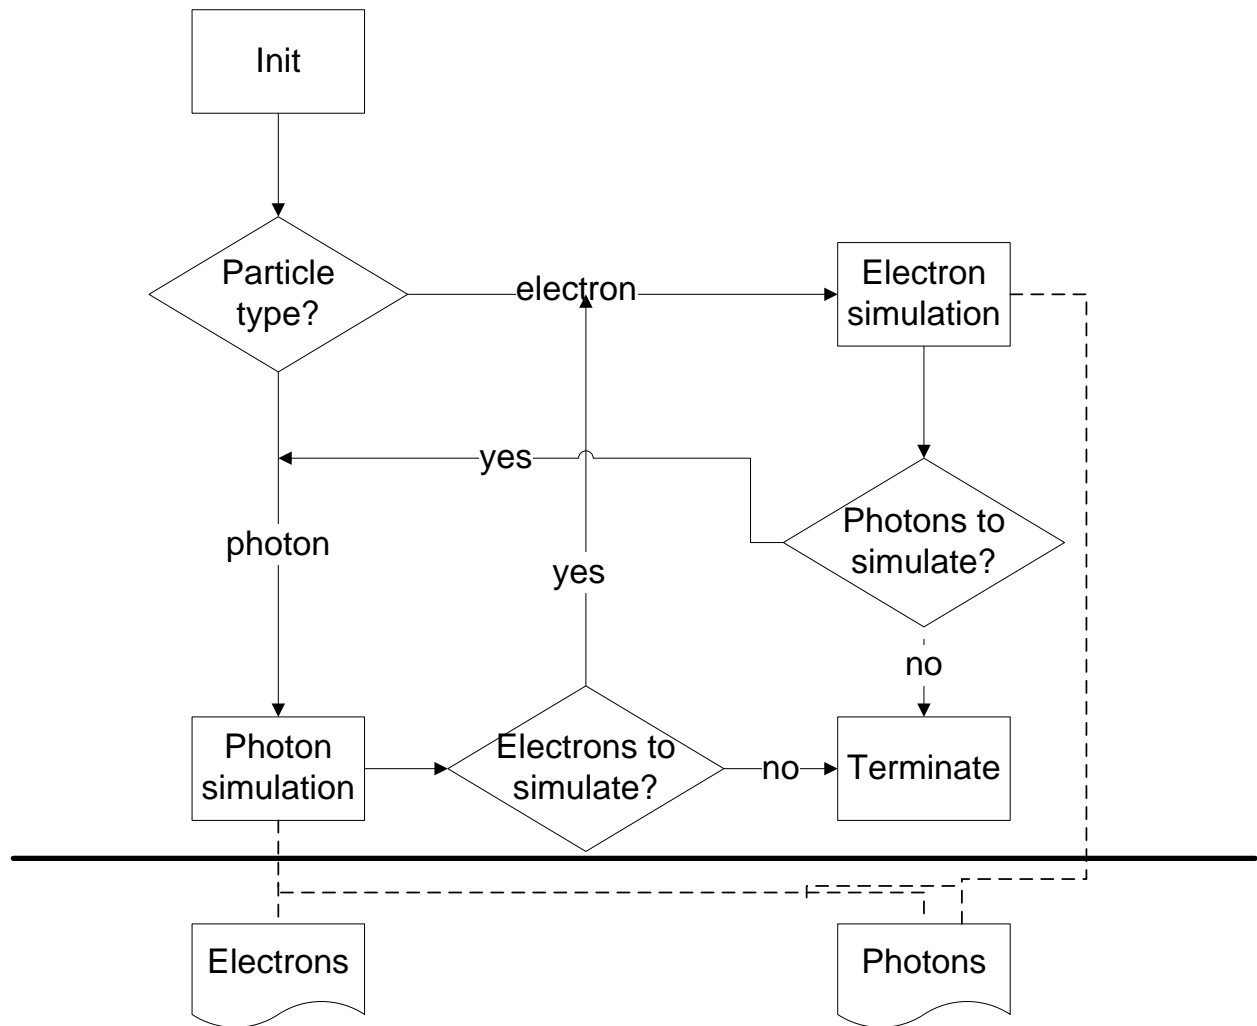 Init
Particle
type?
electron
Electron
simulation
yes
Photons to
simulate?
photon
yes
no
Photon
simulation
Electrons to
simulate?
no
Terminate
Electrons
Photons